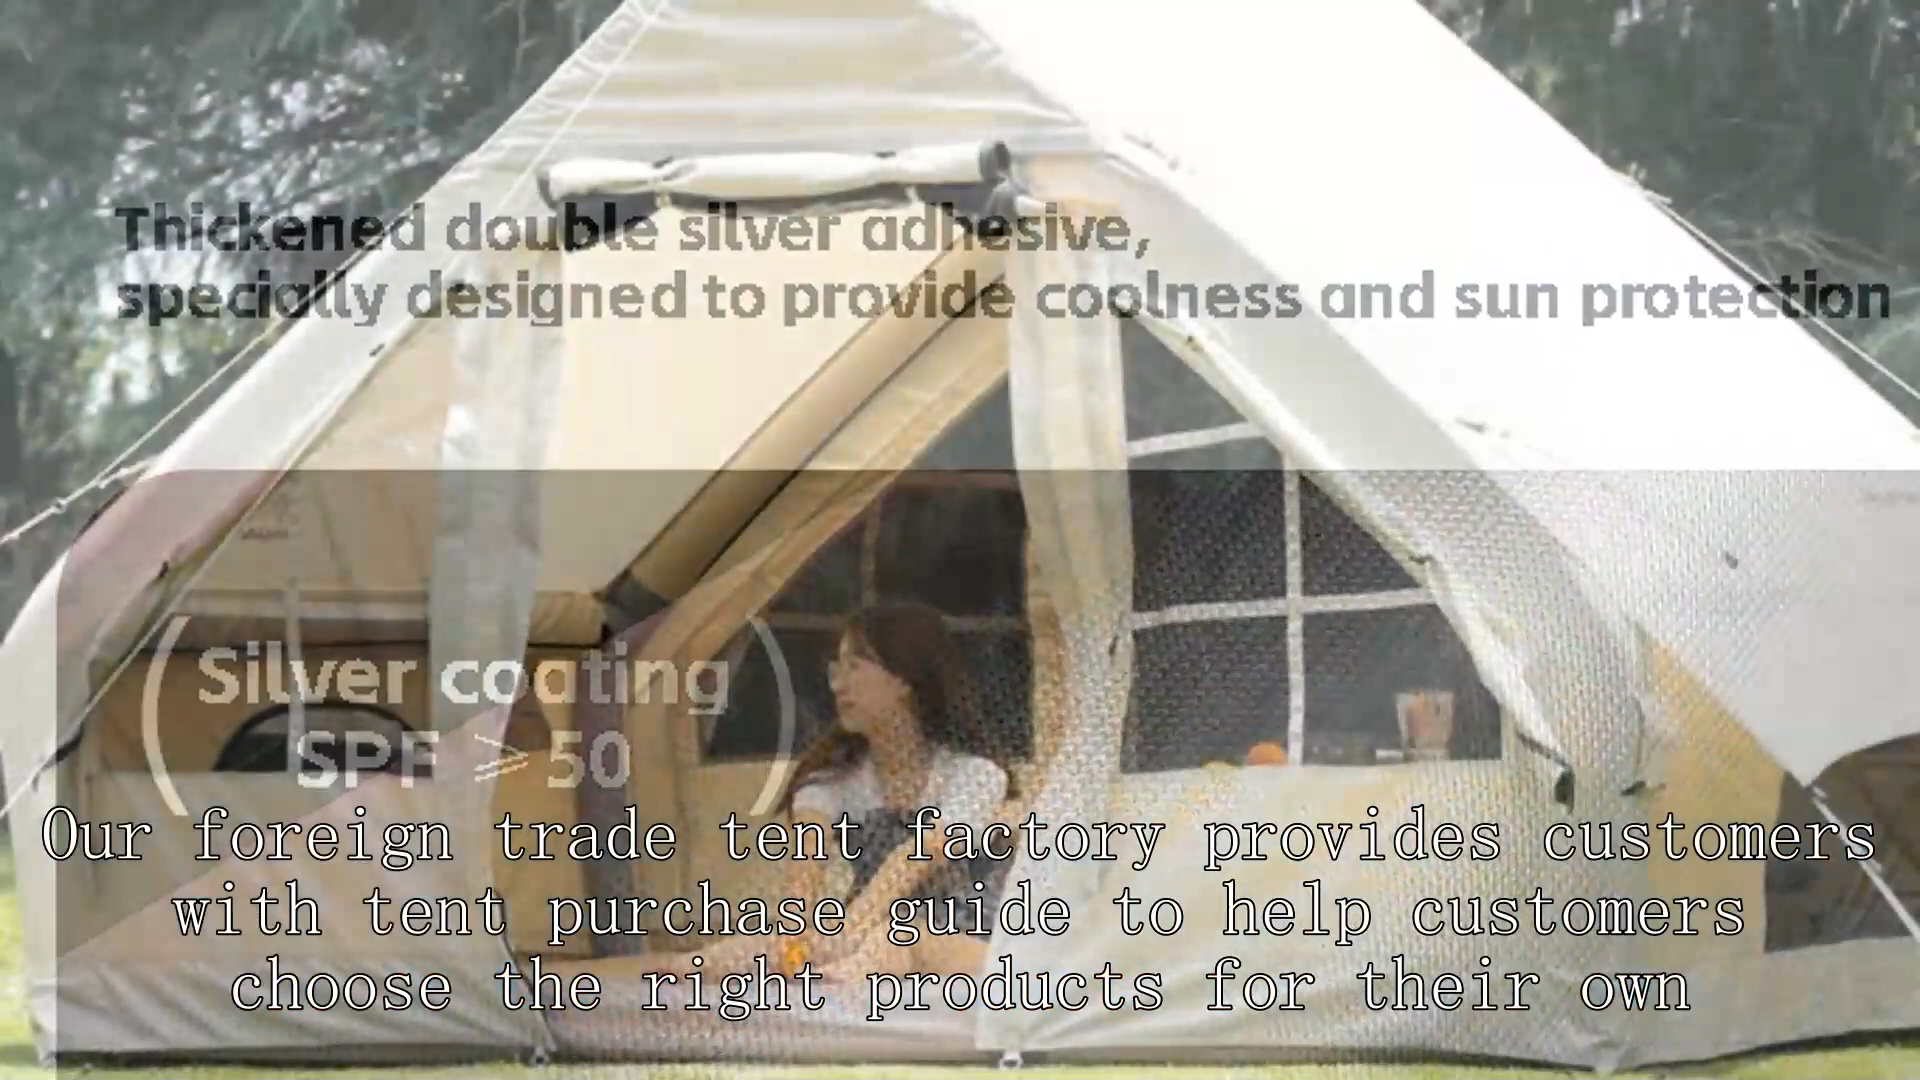 Thickened double silver adhesive,
specially designed to provide coolness and sun protection
(Silver coating
SPF ≥ 50)
Our foreign trade tent factory provides customers
with tent purchase guide to help customers
choose the right products for their own